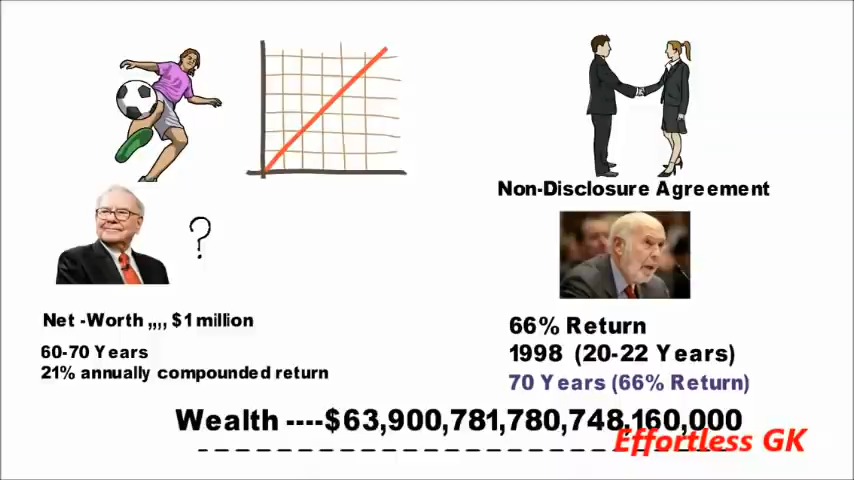 Non-Disclosure Agreement
?
Net -Worth ,,,, $1 million
60-70 Years
21% annually compounded return
66% Return
1998 (20-22 Years)
70 Years (66% Return)
Wealth ----$63,900,781,780,748,160,000
Effortless GK